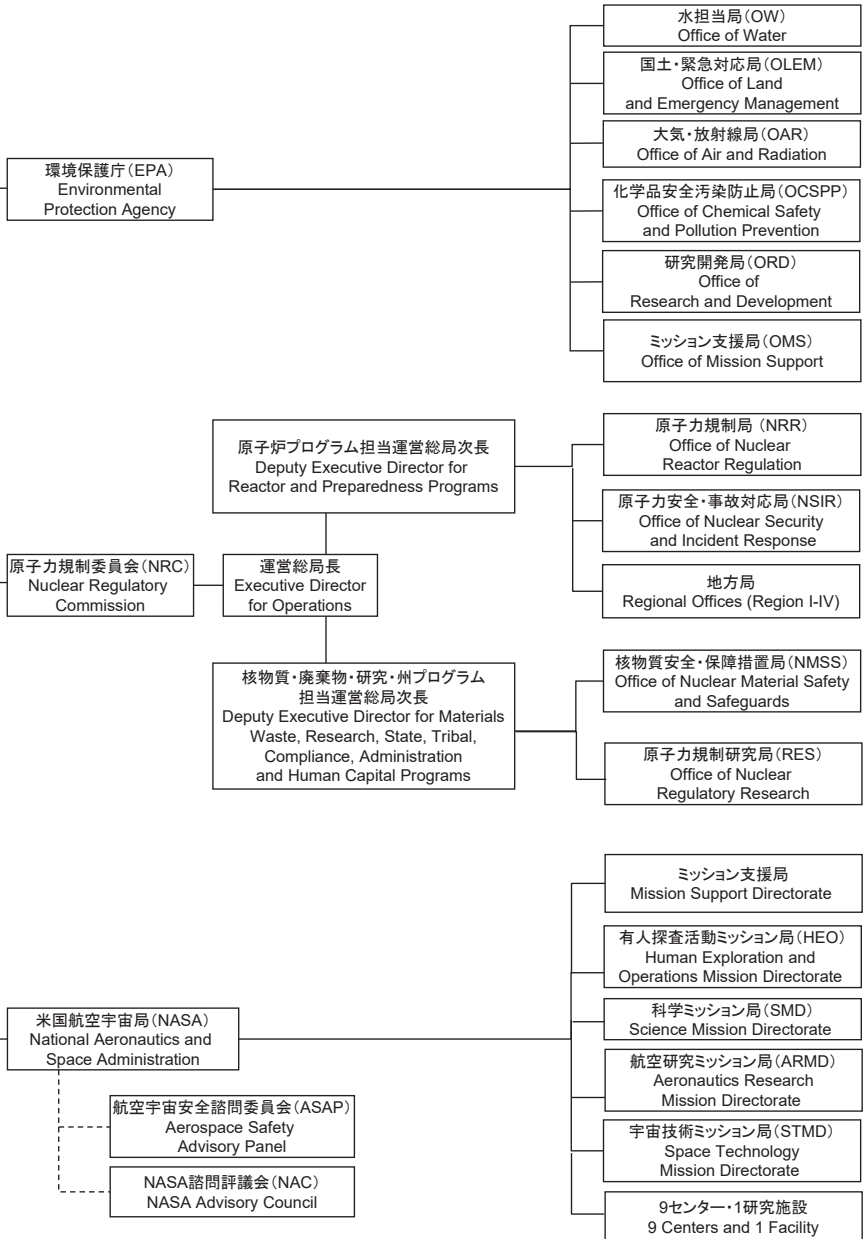 水担当局(OW)
Office of Water
国土・緊急対応局(OLEM)
Office of Land
and Emergency Management
大気・放射線局(OAR)
Office of Air and Radiation
環境保護庁(EPA)
Environmental
Protection Agency
化学品安全汚染防止局(OCSPP)
Office of Chemical Safety
and Pollution Prevention
研究開発局(ORD)
Office of
Research and Development
ミッション支援局(OMS)
Office of Mission Support
原子炉プログラム担当運営総局次長
Deputy Executive Director for
Reactor and Preparedness Programs
原子力規制局 (NRR)
Office of Nuclear
Reactor Regulation
原子力安全・事故対応局(NSIR)
Office of Nuclear Security
and Incident Response
原子力規制委員会(NRC)
Nuclear Regulatory
Commission
運営総局長
Executive Director
for Operations
地方局
Regional Offices (Region I-IV)
核物質・廃棄物・研究・州プログラム
担当運営総局次長
Deputy Executive Director for Materials
Waste, Research, State, Tribal,
Compliance, Administration
and Human Capital Programs
核物質安全・保障措置局(NMSS)
Office of Nuclear Material Safety
and Safeguards
原子力規制研究局(RES)
Office of Nuclear
Regulatory Research
ミッション支援局
Mission Support Directorate
有人探査活動ミッション局(HEO)
Human Exploration and
Operations Mission Directorate
米国航空宇宙局(NASA)
National Aeronautics and
Space Administration
科学ミッション局(SMD)
Science Mission Directorate
航空研究ミッション局(ARMD)
Aeronautics Research
Mission Directorate
航空宇宙安全諮問委員会(ASAP)
Aerospace Safety
Advisory Panel
宇宙技術ミッション局(STMD)
Space Technology
Mission Directorate
NASA諮問評議会(NAC)
NASA Advisory Council
9センター・1研究施設
9 Centers and 1 Facility